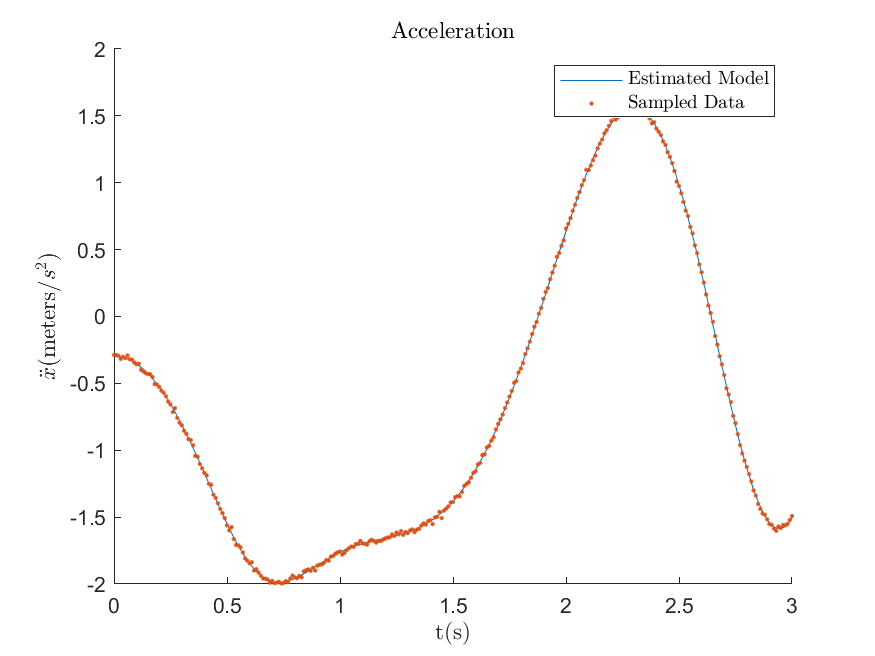 Acceleration
Estimated Model
Sampled Data
2
1.5
1
0.5
0
-0.5
-1
-1.5
-2
ẍ(meters/s²)
0 0.5 1 1.5 2 2.5 3
t(s)